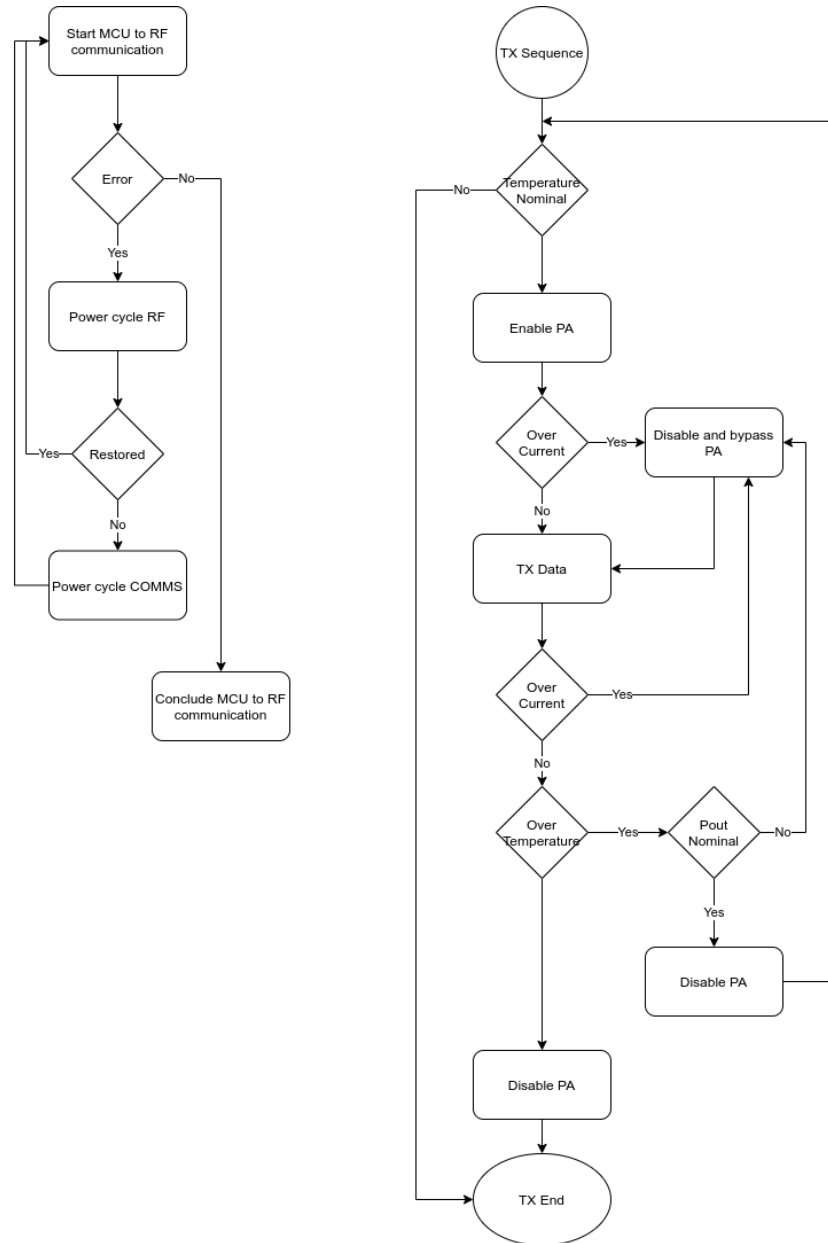 Start MCU to RF
communication
Error
No
Yes
Power cycle RF
Restored
Yes
No
Power cycle COMMS
Conclude MCU to RF
communication
TX Sequence
Temperature
Nominal
No
Enable PA
Over
Current
Yes
Disable and bypass
PA
No
TX Data
Over
Current
Yes
No
Over
Temperature
Yes
Pout
Nominal
No
Yes
Disable PA
Disable PA
TX End